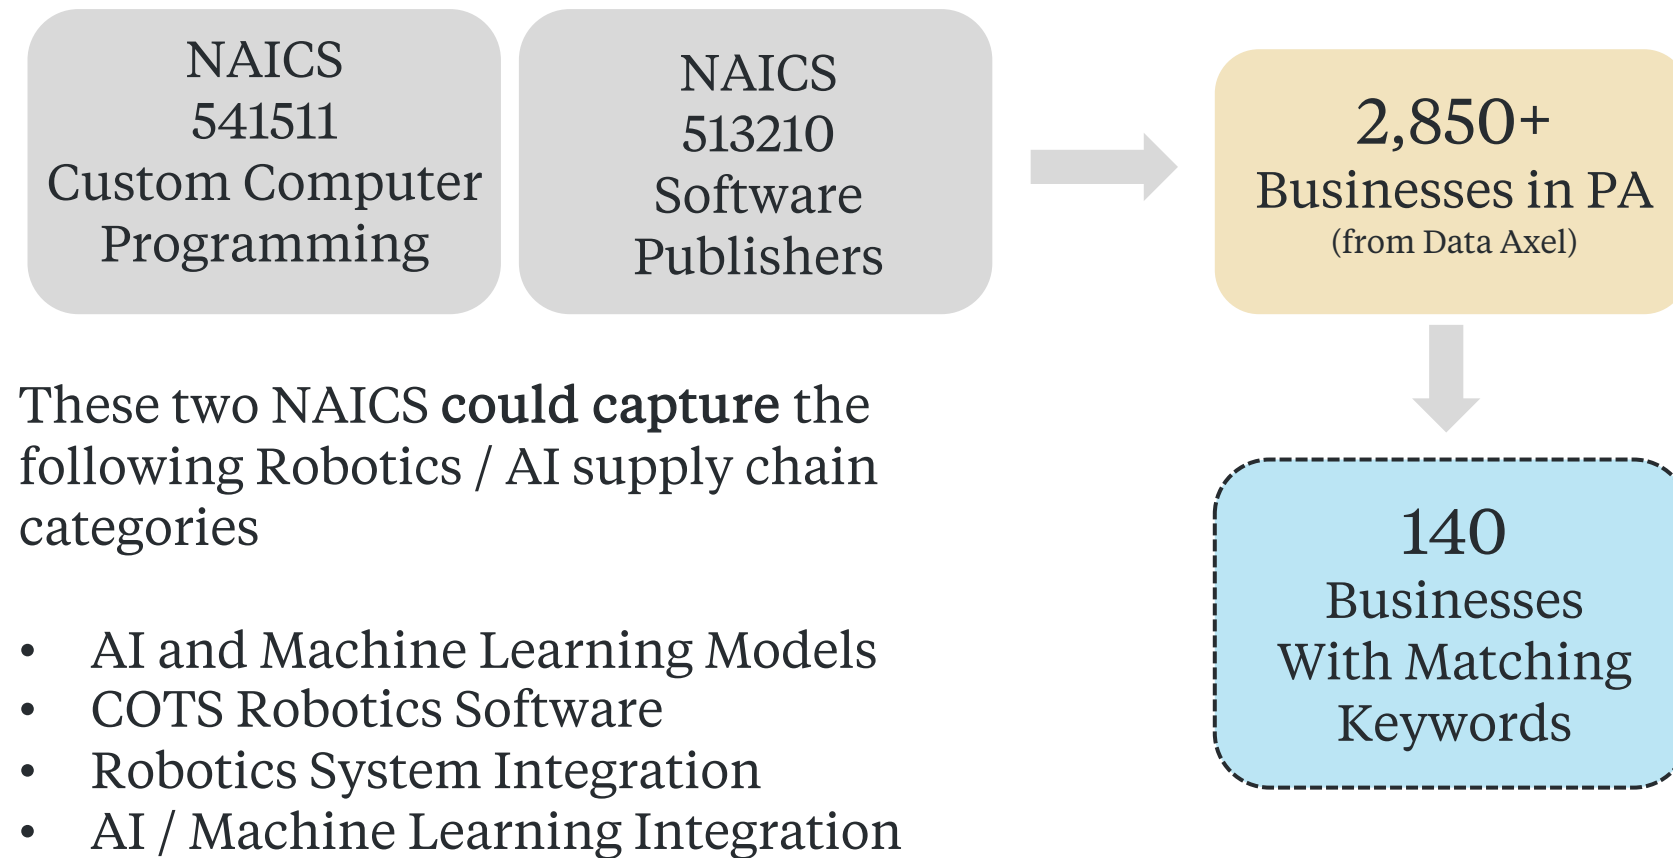 NAICS
541511
Custom Computer
Programming
NAICS
513210
Software
Publishers
2,850+
Businesses in PA
(from Data Axel)
These two NAICS could capture the
following Robotics / AI supply chain
categories
• AI and Machine Learning Models
• COTS Robotics Software
• Robotics System Integration
• AI / Machine Learning Integration
140
Businesses
With Matching
Keywords